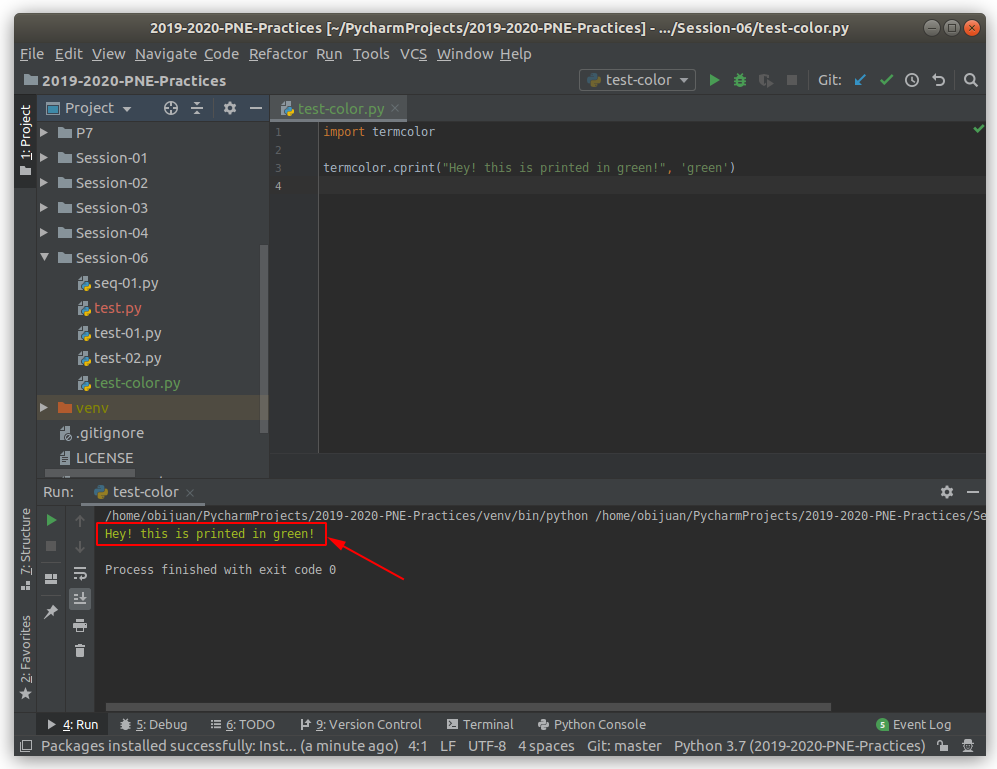 2019-2020-PNE-Practices [~/PycharmProjects/2019-2020-PNE-Practices] - .../Session-06/test-color.py
File Edit View Navigate Code Refactor Run Tools VCS Window Help
2019-2020-PNE-Practices
test-color
Git:
1: Project
Project
P7
Session-01
Session-02
Session-03
Session-04
Session-06
seq-01.py
test.py
test-01.py
test-02.py
test-color.py
venv
.gitignore
LICENSE
test-color.py
1 import termcolor
2
3 termcolor.cprint("Hey! this is printed in green!", 'green')
4
Run: test-color
/home/obijuan/PycharmProjects/2019-2020-PNE-Practices/venv/bin/python /home/obijuan/PycharmProjects/2019-2020-PNE-Practices/Se
Hey! this is printed in green!
Process finished with exit code 0
7: Structure
2: Favorites
4: Run 5: Debug 6: TODO 9: Version Control Terminal Python Console 5 Event Log
Packages installed successfully: Inst... (a minute ago) 4:1 LF UTF-8 4 spaces Git: master Python 3.7 (2019-2020-PNE-Practices)